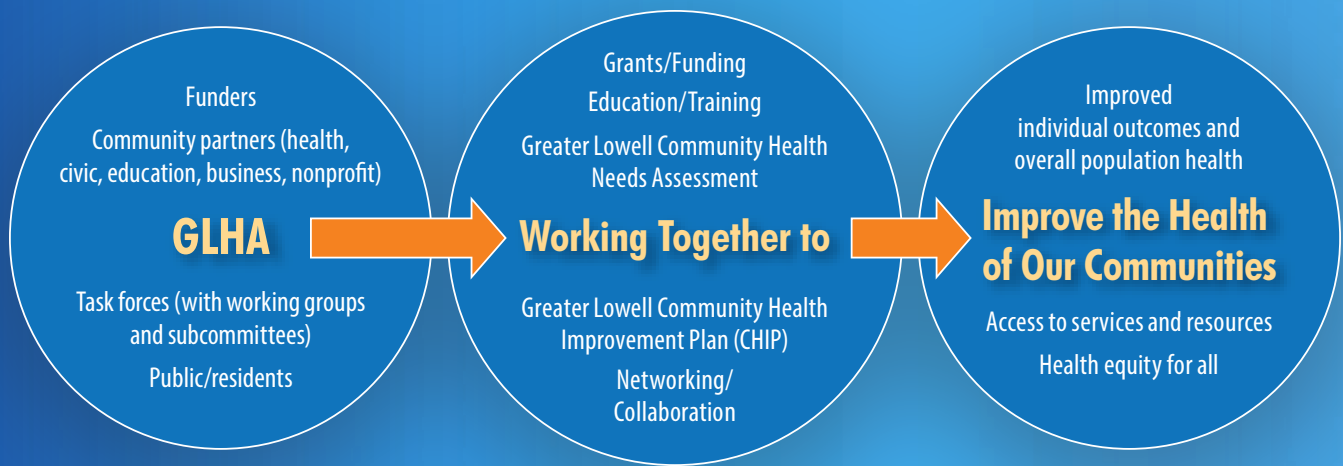 Funders
Community partners (health,
civic, education, business, nonprofit)
GLHA
Task forces (with working groups
and subcommittees)
Public/residents
Grants/Funding
Education/Training
Greater Lowell Community Health
Needs Assessment
Working Together to
Greater Lowell Community Health
Improvement Plan (CHIP)
Networking/
Collaboration
Improved
individual outcomes and
overall population health
Improve the Health
of Our Communities
Access to services and resources
Health equity for all